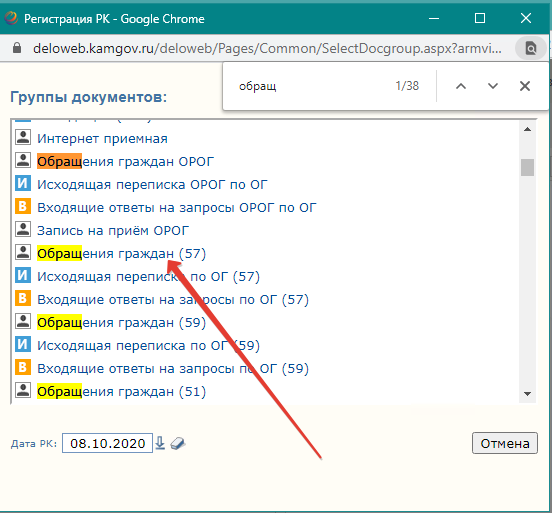 Регистрация РК - Google Chrome
deloweb.kamgov.ru/deloweb/Pages/Common/SelectDocgroup.aspx?armvi...
обращ 1/38
Группы документов:
Интернет приемная
Обращения граждан ОРОГ
И Исходящая переписка ОРОГ по ОГ
В Входящие ответы на запросы ОРОГ по ОГ
Запись на приём ОРОГ
Обращения граждан (57)
И Исходящая переписка по ОГ (57)
В Входящие ответы на запросы по ОГ (57)
Обращения граждан (59)
И Исходящая переписка по ОГ (59)
В Входящие ответы на запросы по ОГ (59)
Обращения граждан (51)
Дата РК: 08.10.2020 Отмена